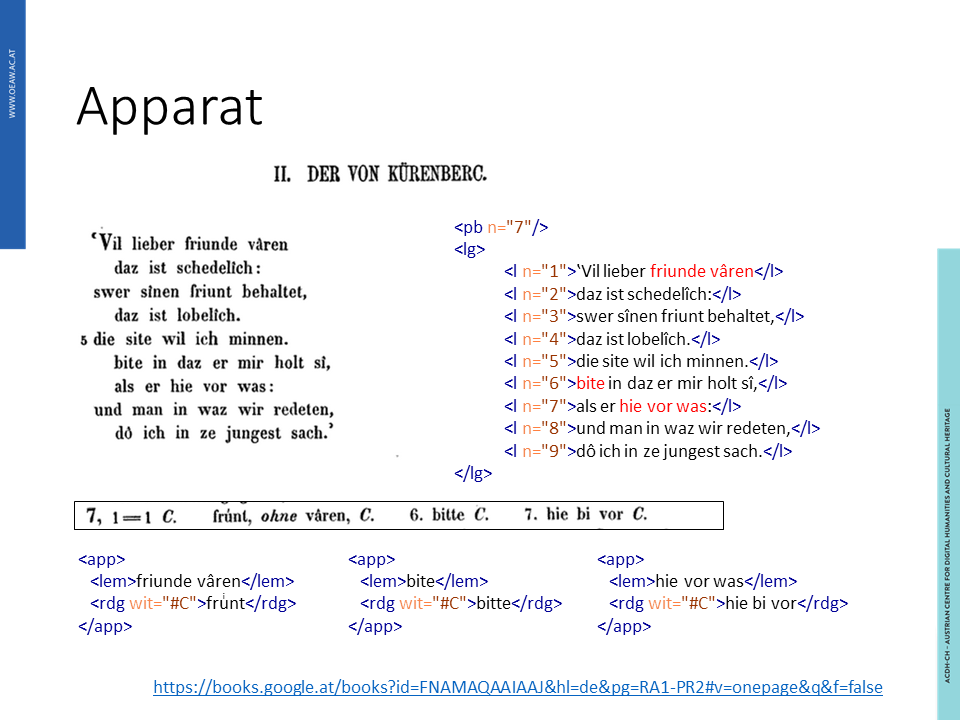 WWW.OEAW.AC.AT
Apparat
II. DER VON KÜRENBERC.
‘Vil lieber friunde vâren
daz ist schedelîch:
swer sînen friunt behaltet,
daz ist lobelîch.
5 die site wil ich minnen.
bite in daz er mir holt sî,
als er hie vor was:
und man in waz wir redeten,
dô ich in ze jungest sach.’
<pb n="7"/>
<lg>
<l n="1">‛Vil lieber friunde vâren</l>
<l n="2">daz ist schedelîch:</l>
<l n="3">swer sînen friunt behaltet,</l>
<l n="4">daz ist lobelîch.</l>
<l n="5">die site wil ich minnen.</l>
<l n="6">bite in daz er mir holt sî,</l>
<l n="7">als er hie vor was:</l>
<l n="8">und man in waz wir redeten,</l>
<l n="9">dô ich in ze jungest sach.</l>
</lg>
7, 1=1 C. fruͥnt, ohne vâren, C. 6. bitte C. 7. hie bi vor C.
<app>
<lem>friunde vâren</lem>
<rdg wit="#C">fruͥnt</rdg>
</app>
<app>
<lem>bite</lem>
<rdg wit="#C">bitte</rdg>
</app>
<app>
<lem>hie vor was</lem>
<rdg wit="#C">hie bi vor</rdg>
</app>
https://books.google.at/books?id=FNAMAQAAIAAJ&hl=de&pg=RA1-PR2#v=onepage&q&f=false
ACDH-CH – AUSTRIAN CENTRE FOR DIGITAL HUMANITIES AND CULTURAL HERITAGE